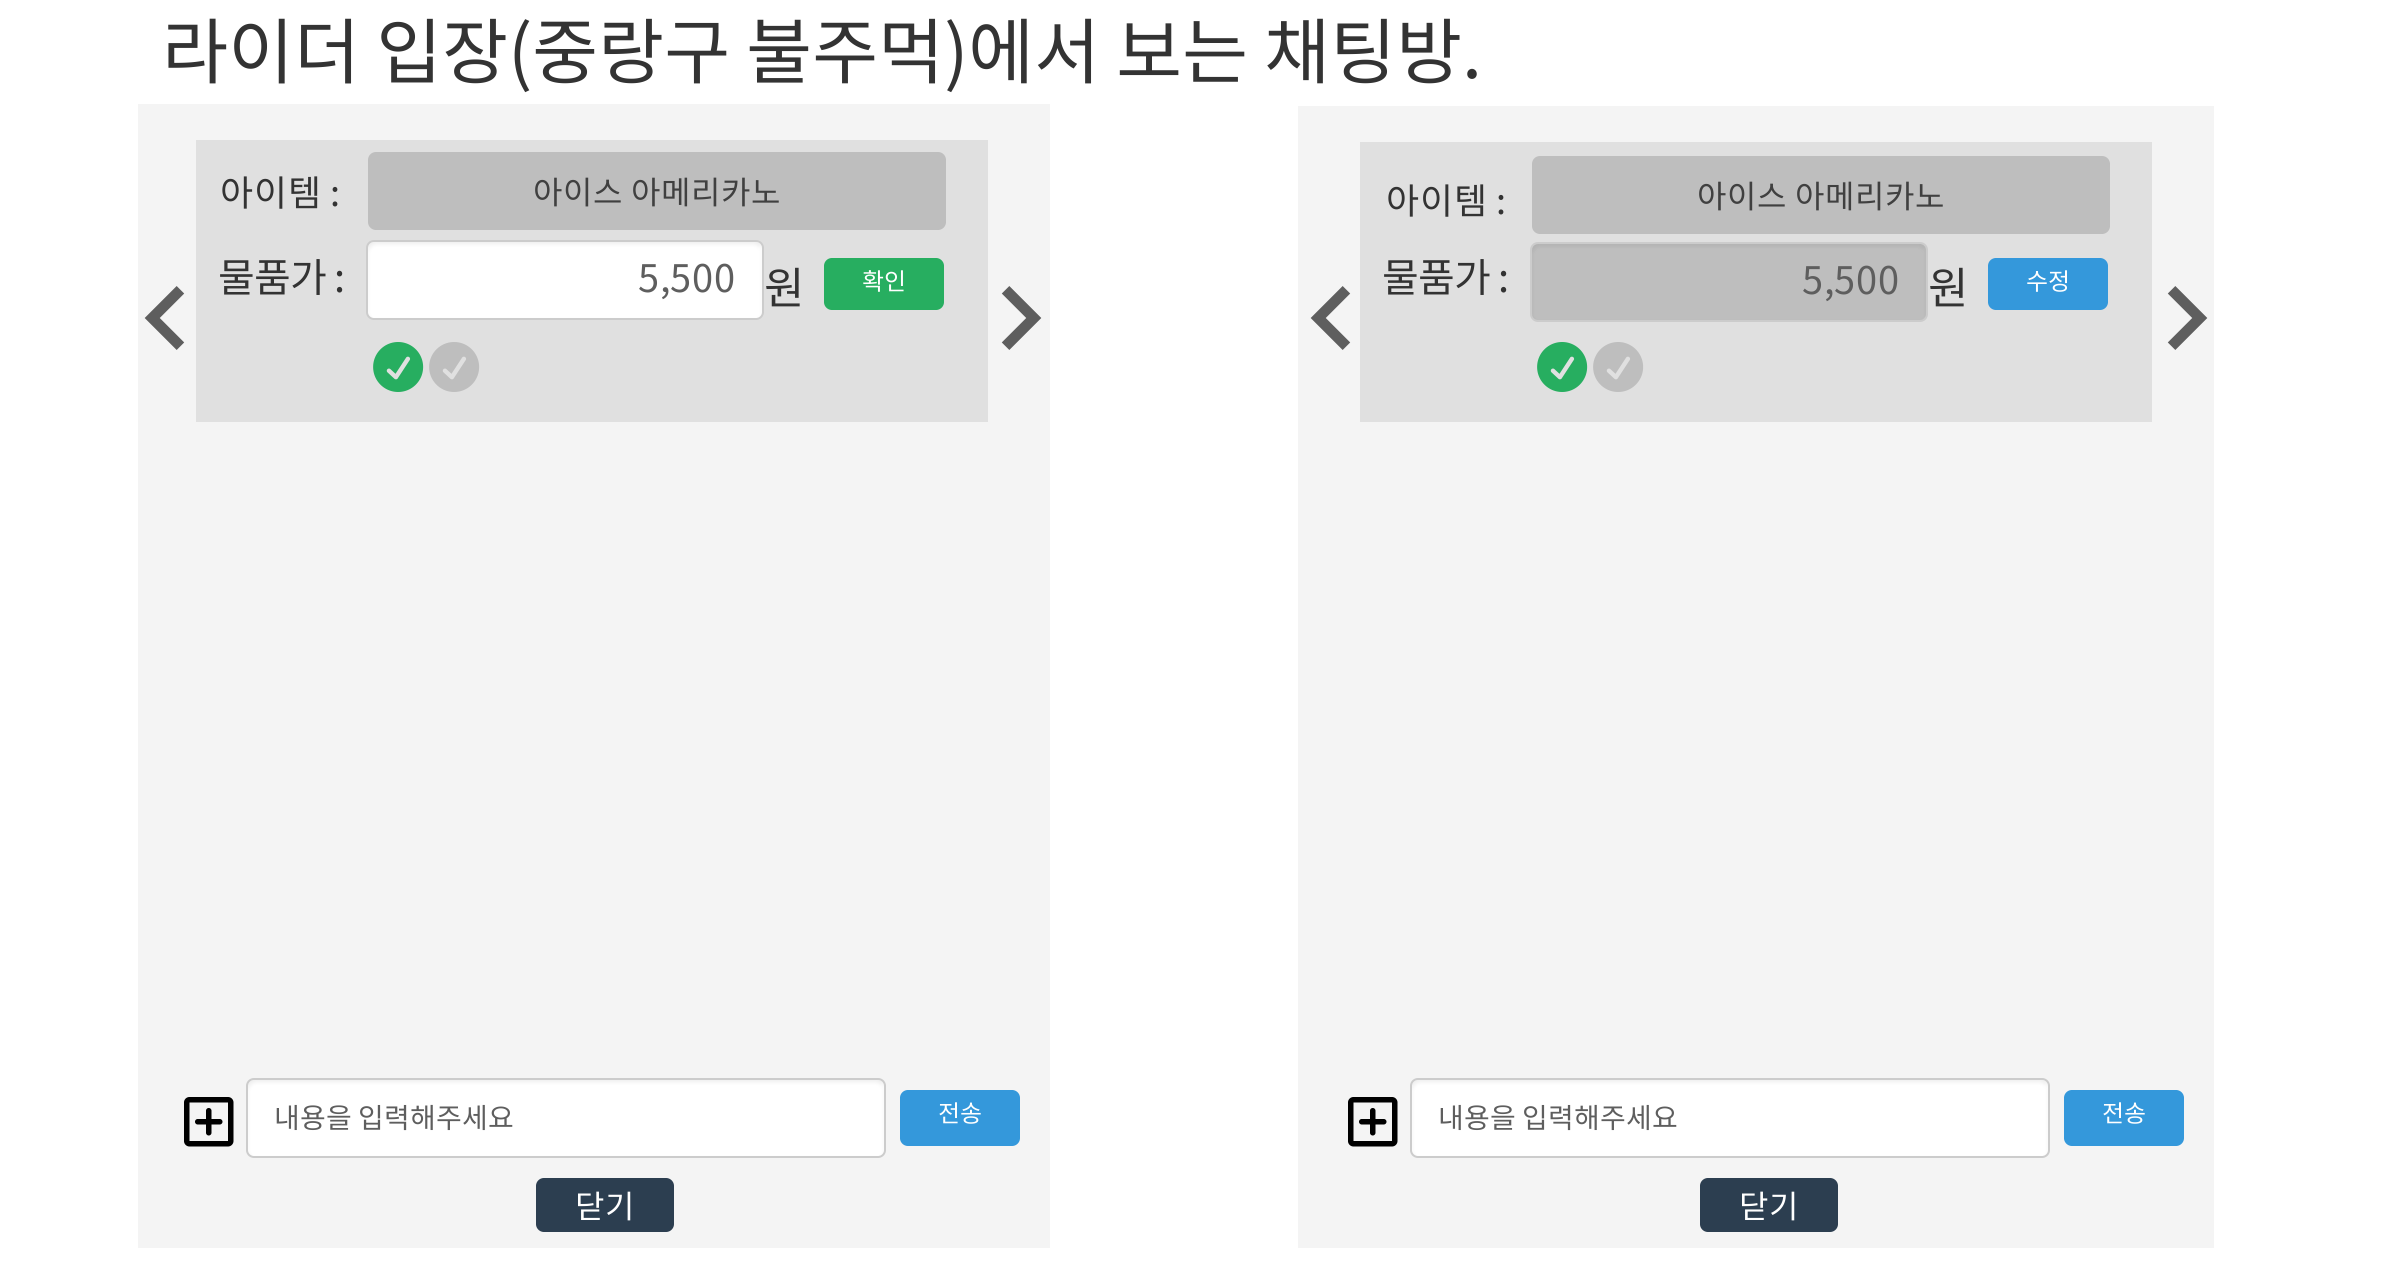 라이더 입장(중랑구 불주먹)에서 보는 채팅방.
아이템 : 아이스 아메리카노
물품가 : 5,500 원 확인
내용을 입력해주세요 전송
닫기
아이템 : 아이스 아메리카노
물품가 : 5,500 원 수정
내용을 입력해주세요 전송
닫기